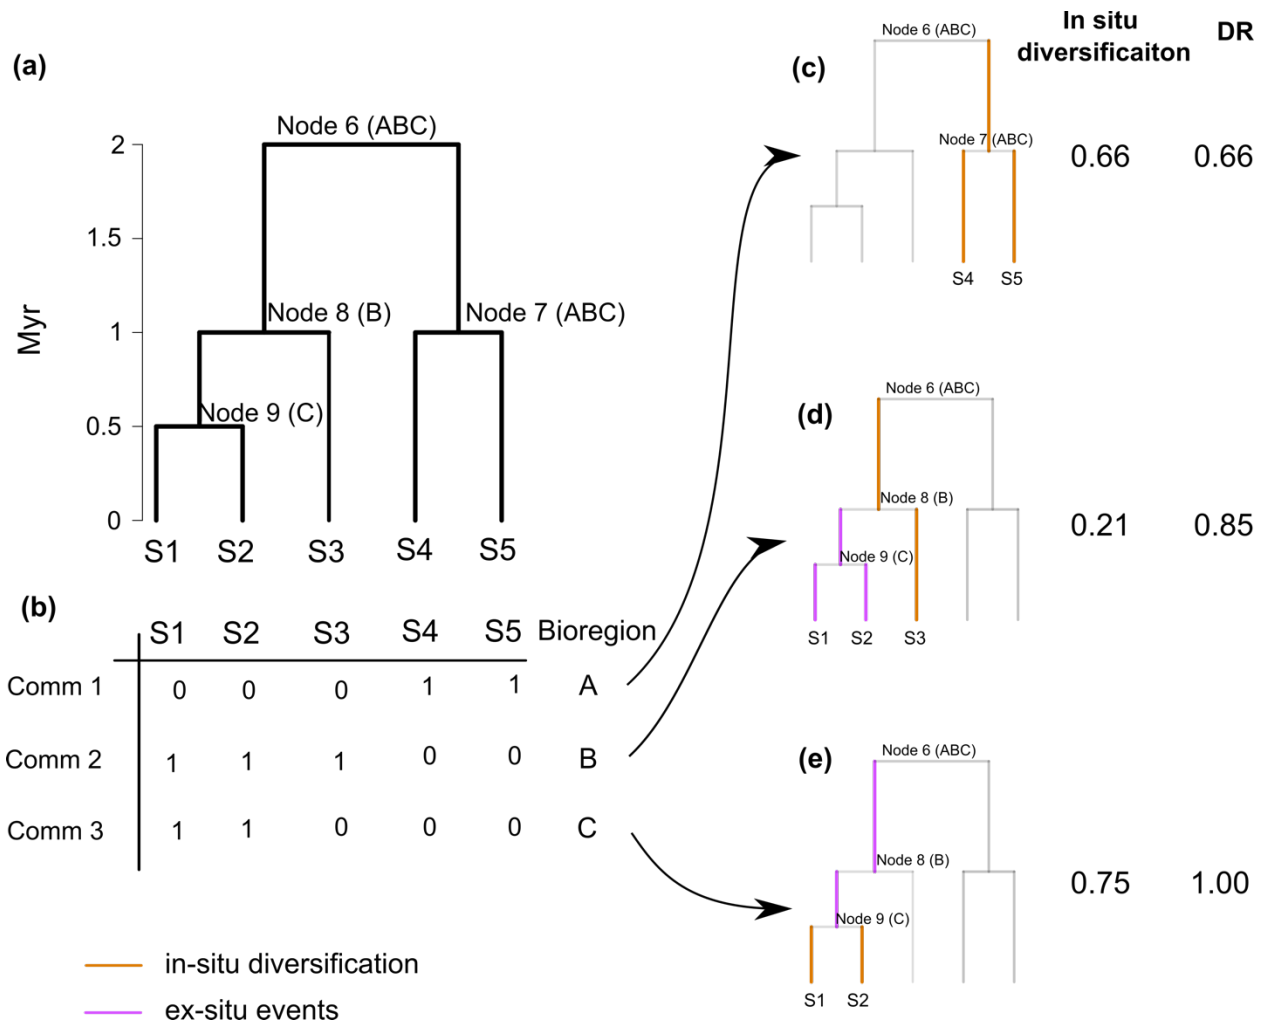 (a)
Node 6 (ABC)
2
1.5
Node 8 (B)
Node 7 (ABC)
1
Myr
Node 9 (C)
0.5
0
S1 S2 S3 S4 S5
(b)
S1 S2 S3 S4 S5 Bioregion
Comm 1 0 0 0 1 1 A
Comm 2 1 1 1 0 0 B
Comm 3 1 1 0 0 0 C
in-situ diversification
ex-situ events
In situ
diversificaiton
DR
(c)
Node 6 (ABC)
Node 7 (ABC)
S4 S5
0.66 0.66
(d)
Node 6 (ABC)
Node 8 (B)
Node 9 (C)
S1 S2 S3
0.21 0.85
(e)
Node 6 (ABC)
Node 8 (B)
Node 9 (C)
S1 S2
0.75 1.00